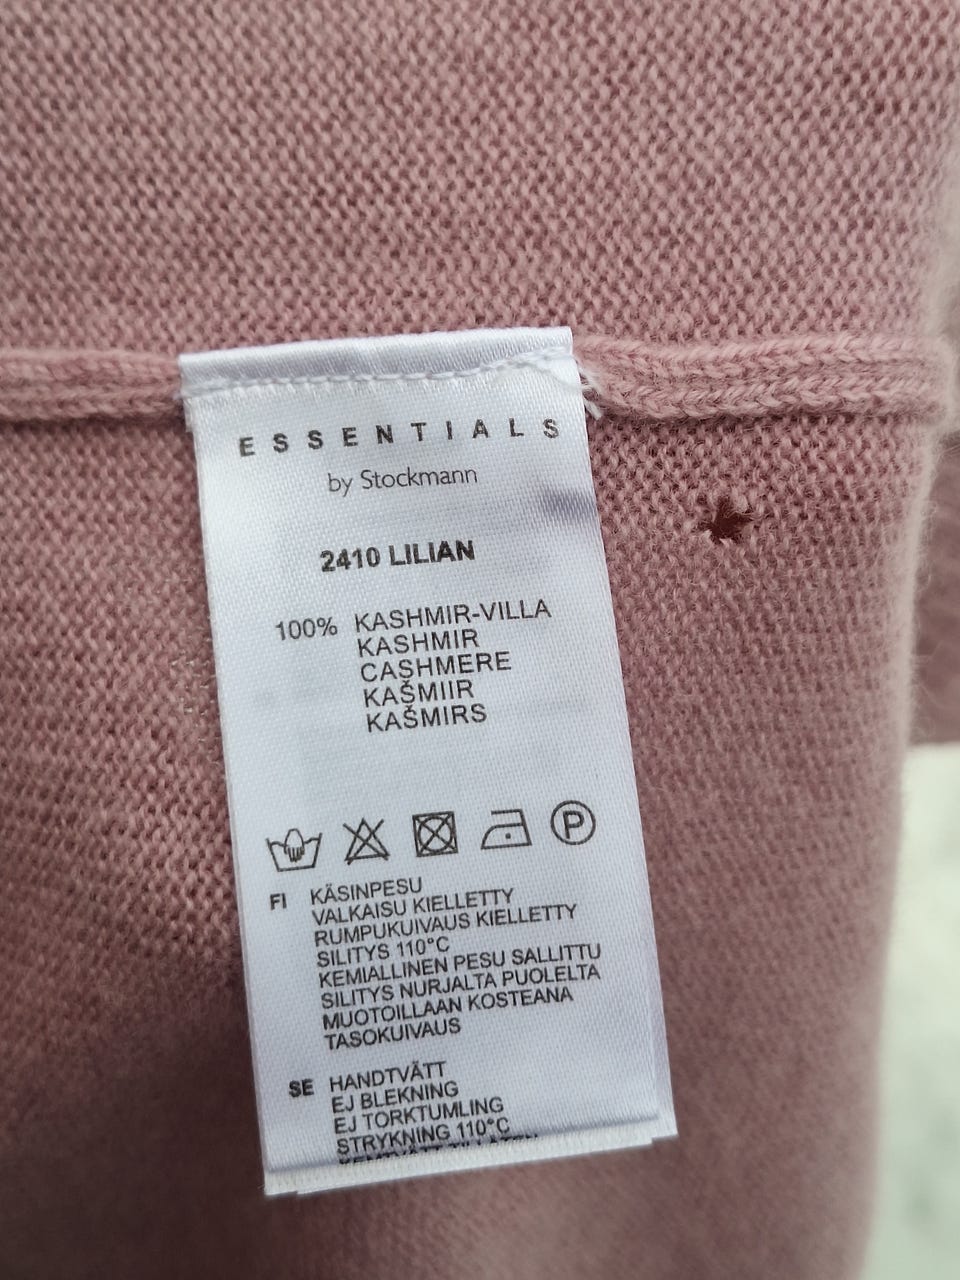 ESSENTIALS
by Stockmann
2410 LILIAN
100% KASHMIR-VILLA
KASHMIR
CASHMERE
KAŠMIIR
KAŠMIRS
P
FI KÄSINPESU
VALKAISU KIELLETTY
RUMPUKUIVAUS KIELLETTY
SILITYS 110°C
KEMIALLINEN PESU SALLITTU
SILITYS NURJALTA PUOLELTA
MUOTOILLAAN KOSTEANA
TASOKUIVAUS
SE HANDTVÄTT
EJ BLEKNING
EJ TORKTUMLING
STRYKNING 110°C